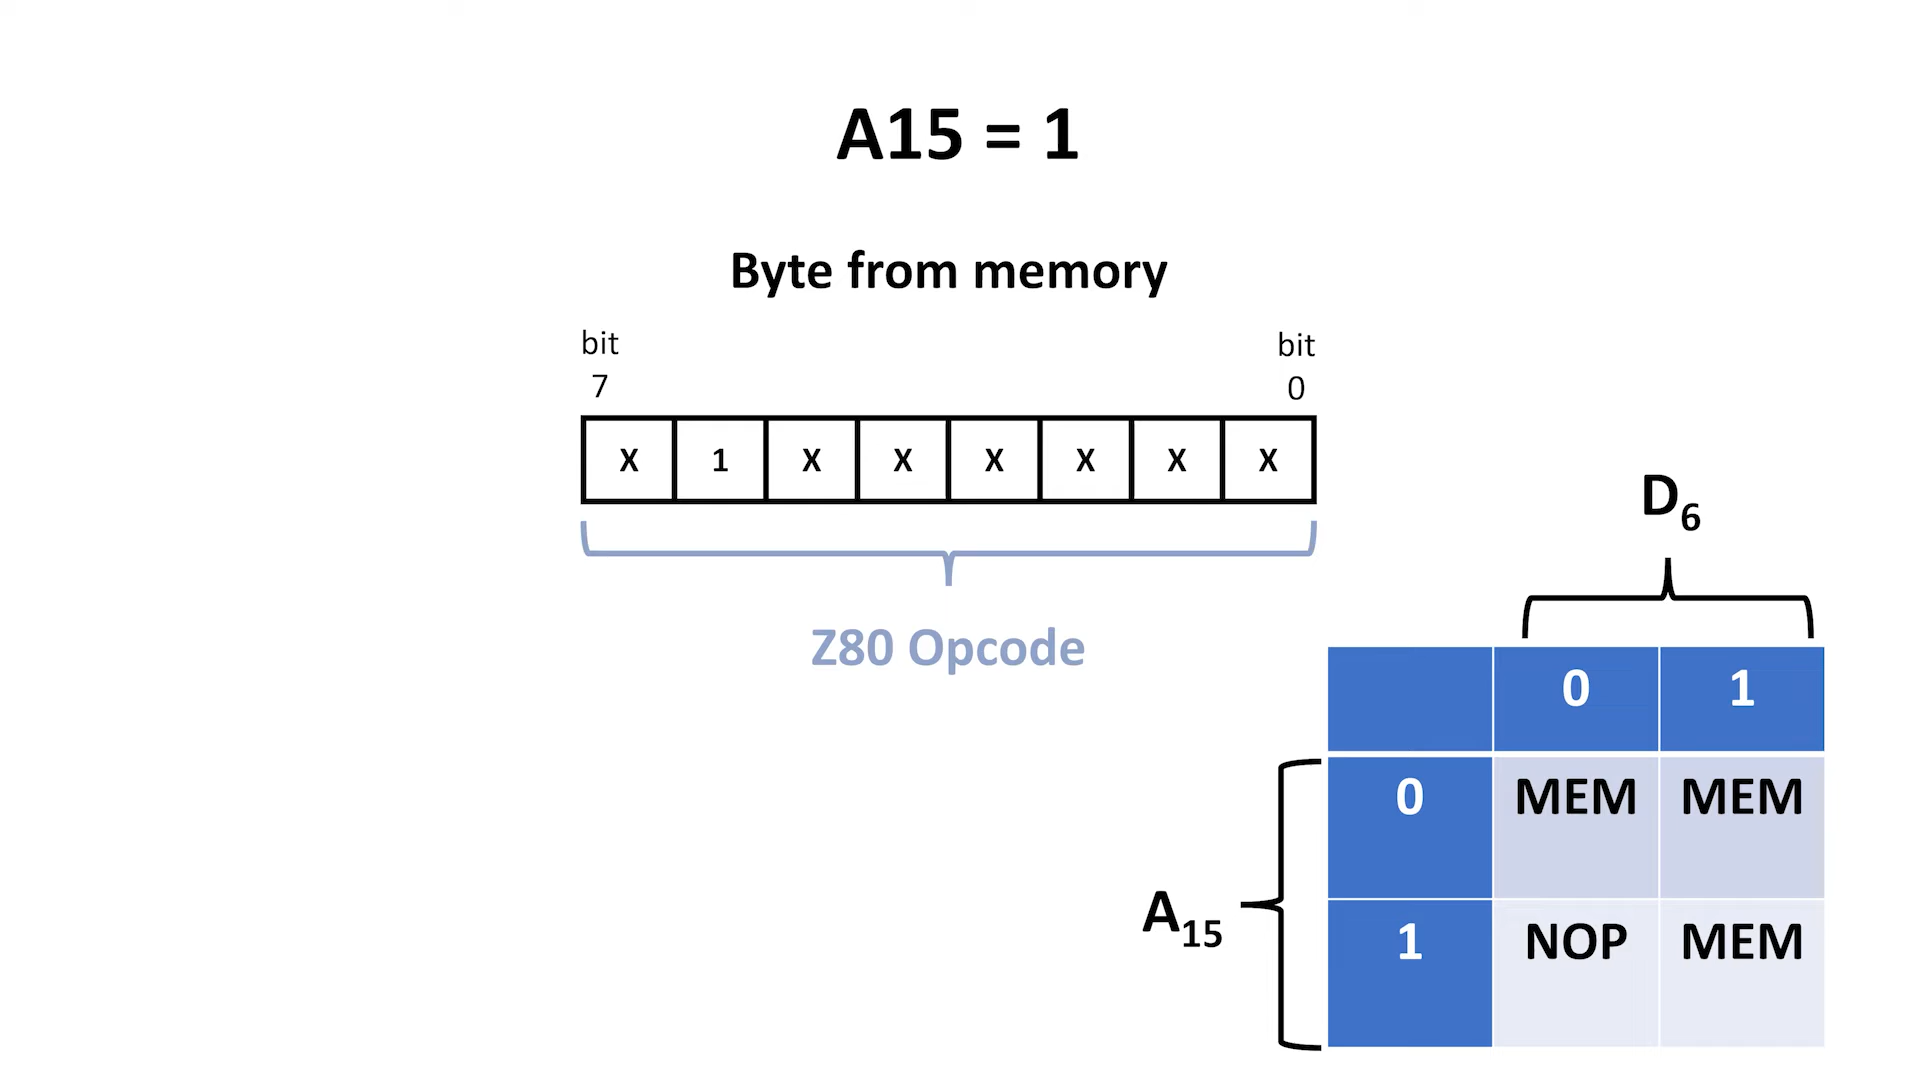 A15 = 1
Byte from memory
bit bit
7 0
X 1 X X X X X X
Z80 Opcode
D6
0 1
0 MEM MEM
A15
1 NOP MEM